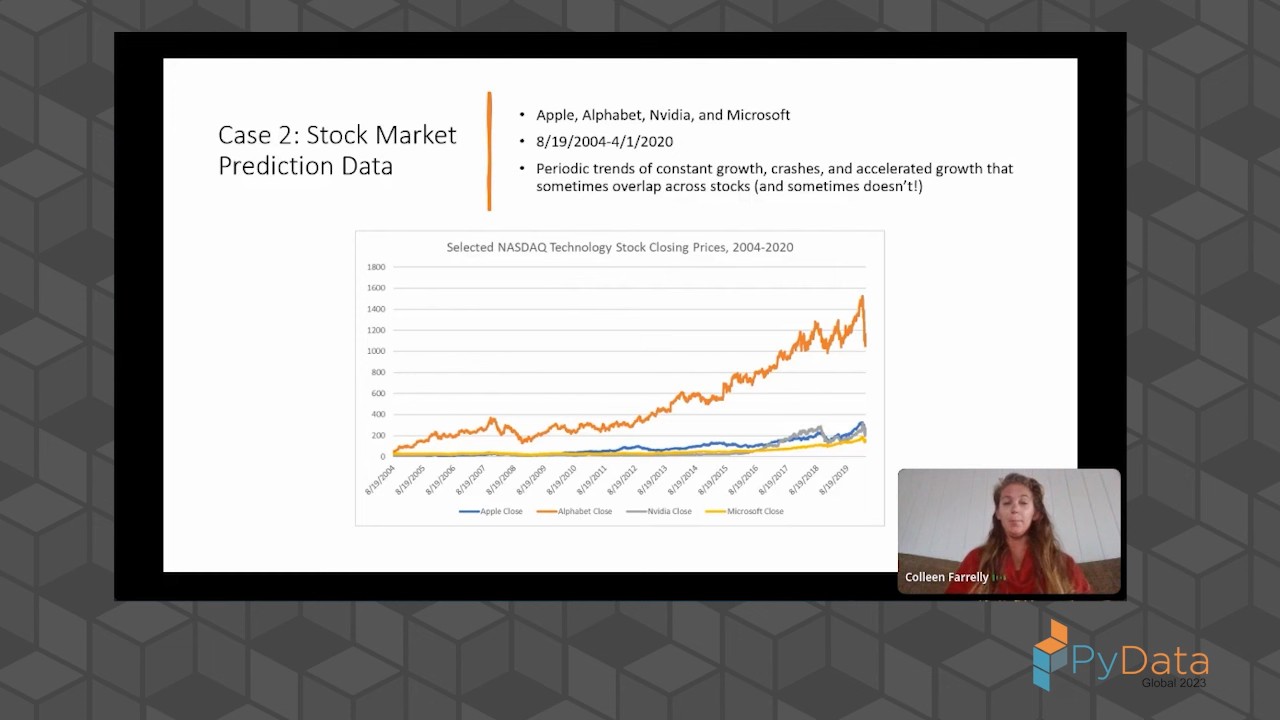 Case 2: Stock Market
Prediction Data
• Apple, Alphabet, Nvidia, and Microsoft
• 8/19/2004-4/1/2020
• Periodic trends of constant growth, crashes, and accelerated growth that
sometimes overlap across stocks (and sometimes doesn’t!)
Selected NASDAQ Technology Stock Closing Prices, 2004-2020
1800
1600
1400
1200
1000
800
600
400
200
0
8/19/2004
8/19/2005
8/19/2006
8/19/2007
8/19/2008
8/19/2009
8/19/2010
8/19/2011
8/19/2012
8/19/2013
8/19/2014
8/19/2015
8/19/2016
8/19/2017
8/19/2018
8/19/2019
Apple Close
Alphabet Close
Nvidia Close
Microsoft Close
Colleen Farrelly
PyData
Global 2023